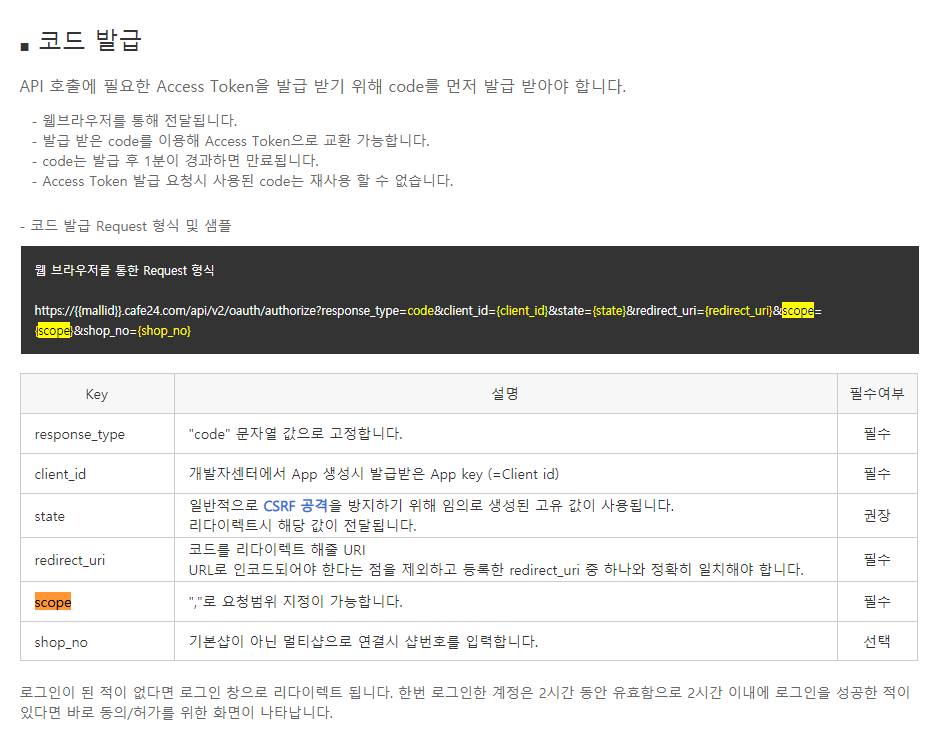 ■ 코드 발급
API 호출에 필요한 Access Token을 발급 받기 위해 code를 먼저 발급 받아야 합니다.
- 웹브라우저를 통해 전달됩니다.
- 발급 받은 code를 이용해 Access Token으로 교환 가능합니다.
- code는 발급 후 1분이 경과하면 만료됩니다.
- Access Token 발급 요청시 사용된 code는 재사용 할 수 없습니다.
- 코드 발급 Request 형식 및 샘플
웹 브라우저를 통한 Request 형식
https://{{mallid}}.cafe24.com/api/v2/oauth/authorize?response_type=code&client_id={client_id}&state={state}&redirect_uri={redirect_uri}&scope=
{scope}&shop_no={shop_no}
Key 설명 필수여부
response_type "code" 문자열 값으로 고정합니다. 필수
client_id 개발자센터에서 App 생성시 발급받은 App key (=Client id) 필수
state 일반적으로 CSRF 공격을 방지하기 위해 임의로 생성된 고유 값이 사용됩니다. 권장
리다이렉트시 해당 값이 전달됩니다.
redirect_uri 코드를 리다이렉트 해줄 URI 필수
URL로 인코드되어야 한다는 점을 제외하고 등록한 redirect_uri 중 하나와 정확히 일치해야 합니다.
scope ","로 요청범위 지정이 가능합니다. 필수
shop_no 기본샵이 아닌 멀티샵으로 연결시 샵번호를 입력합니다. 선택
로그인이 된 적이 없다면 로그인 창으로 리다이렉트 됩니다. 한번 로그인한 계정은 2시간 동안 유효함으로 2시간 이내에 로그인을 성공한 적이
있다면 바로 동의/허가를 위한 화면이 나타납니다.